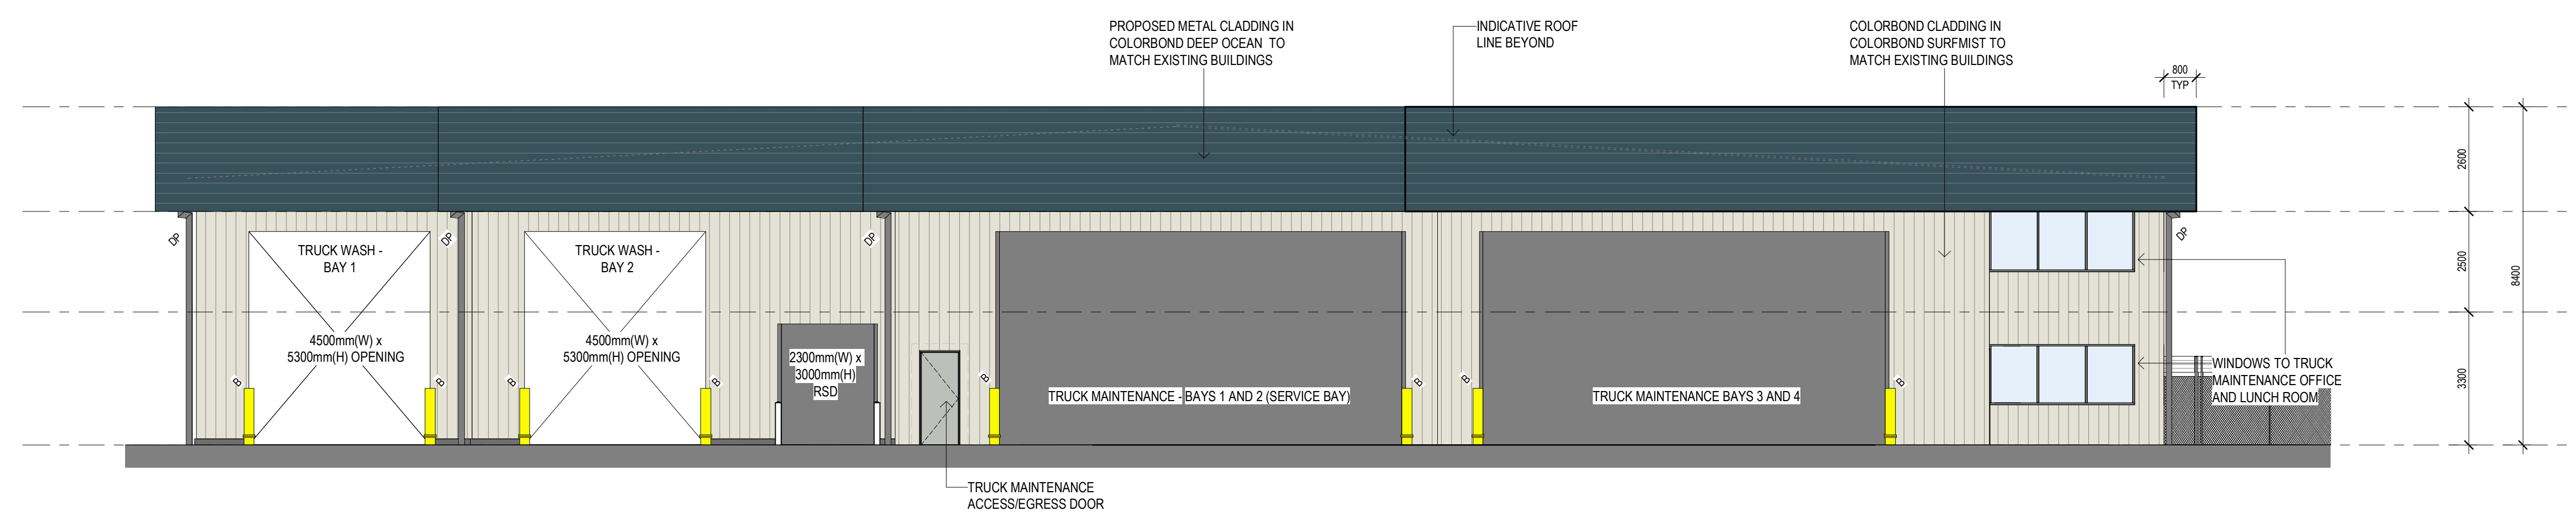 PROPOSED METAL CLADDING IN
COLORBOND DEEP OCEAN TO
MATCH EXISTING BUILDINGS
INDICATIVE ROOF
LINE BEYOND
COLORBOND CLADDING IN
COLORBOND SURFMIST TO
MATCH EXISTING BUILDINGS
800
TYP
2600
2500
3300
8400
DP
DP
DP
DP
TRUCK WASH -
BAY 1
4500mm(W) x
5300mm(H) OPENING
TRUCK WASH -
BAY 2
4500mm(W) x
5300mm(H) OPENING
2300mm(W) x
3000mm(H)
RSD
B
B
B
B
B
B
B
B
TRUCK MAINTENANCE - BAYS 1 AND 2 (SERVICE BAY)
TRUCK MAINTENANCE BAYS 3 AND 4
WINDOWS TO TRUCK
MAINTENANCE OFFICE
AND LUNCH ROOM
TRUCK MAINTENANCE
ACCESS/EGRESS DOOR